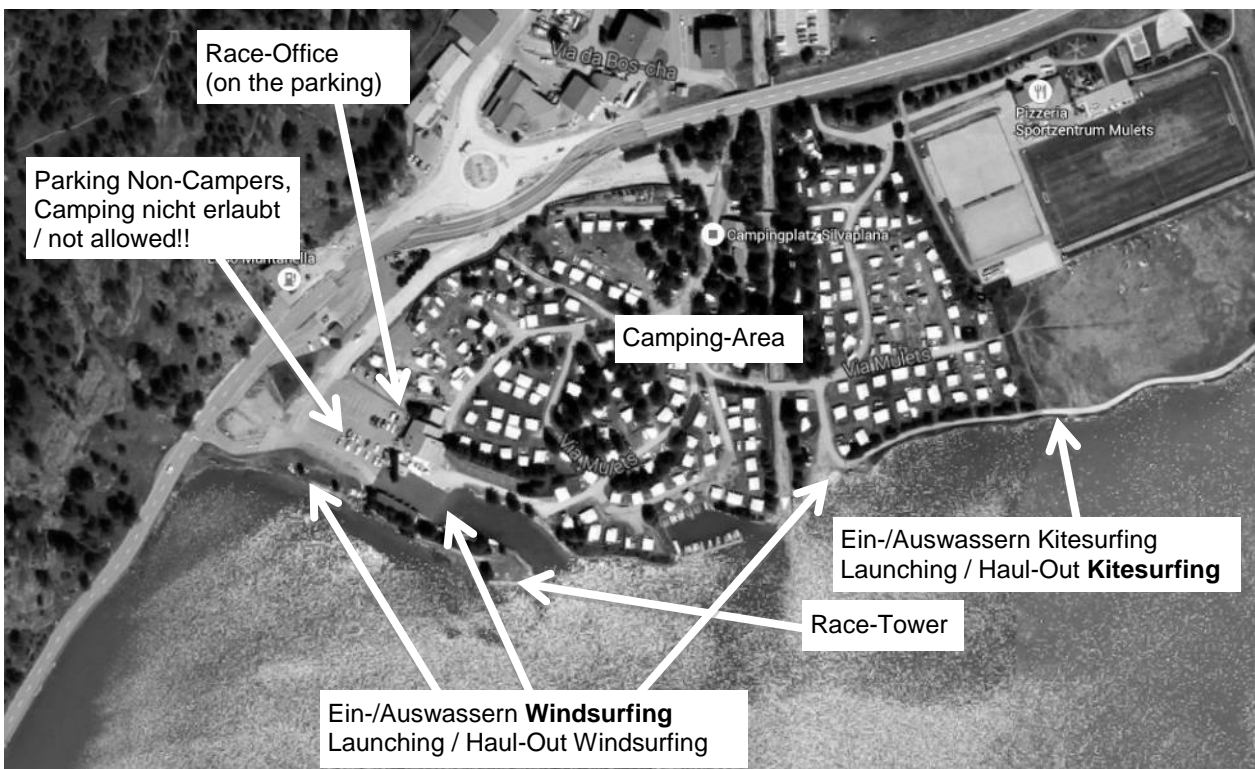 Race-Office
(on the parking)
Via da Bos-cha
Pizzeria
Sportzentrum Mulets
Parking Non-Campers,
Camping nicht erlaubt
/ not allowed!!
Muntanella
Campingplatz Silvaplana
Camping-Area
Via Mulets
Via Mulets
Ein-/Auswassern Kitesurfing
Launching / Haul-Out Kitesurfing
Race-Tower
Ein-/Auswassern Windsurfing
Launching / Haul-Out Windsurfing